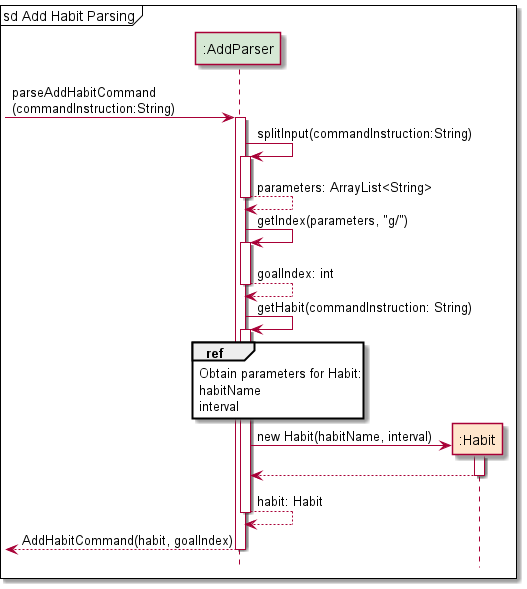 sd Add Habit Parsing
:AddParser
parseAddHabitCommand
(commandInstruction:String)
splitInput(commandInstruction:String)
parameters: ArrayList<String>
getIndex(parameters, "g/")
goalIndex: int
getHabit(commandInstruction: String)
ref
Obtain parameters for Habit:
habitName
interval
new Habit(habitName, interval)
:Habit
habit: Habit
AddHabitCommand(habit, goalIndex)